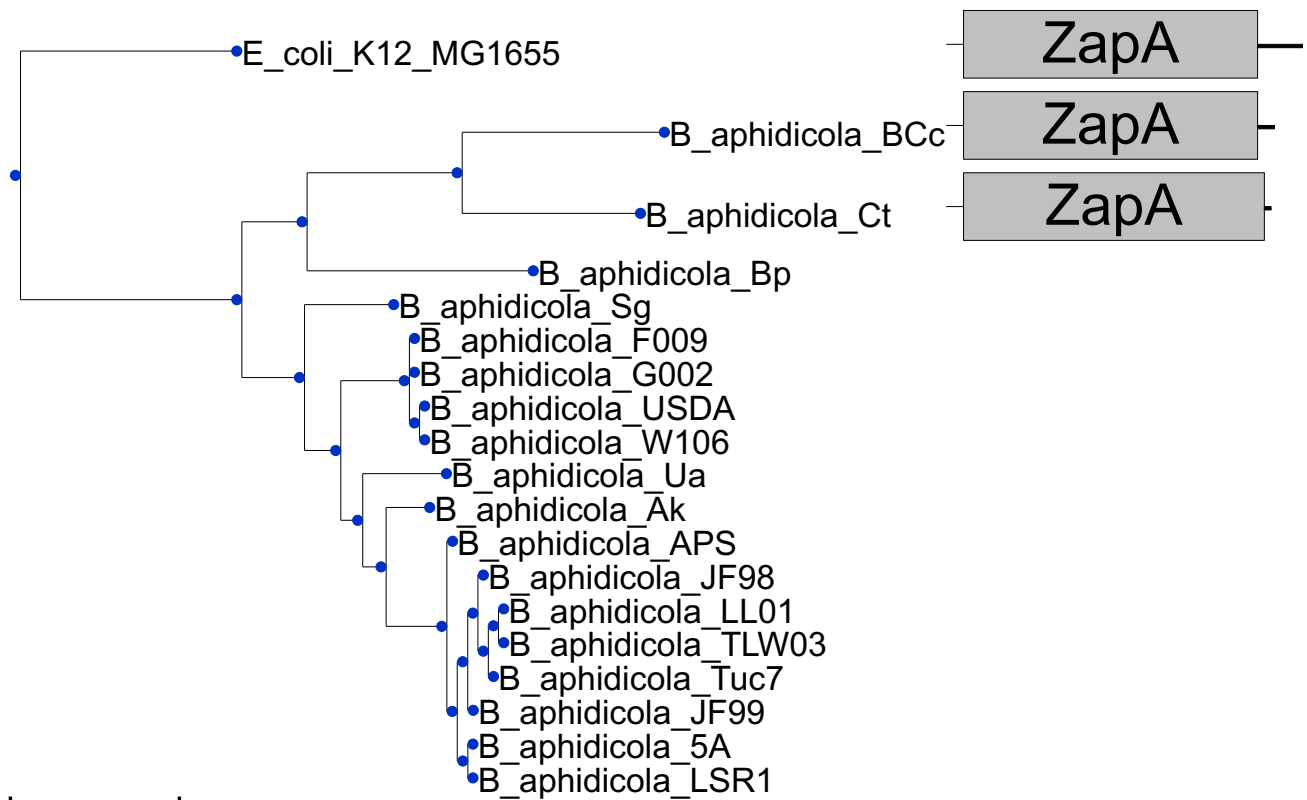 E_coli_K12_MG1655 ZapA
B_aphidicola_BCc ZapA
B_aphidicola_Ct ZapA
B_aphidicola_Bp
B_aphidicola_Sg
B_aphidicola_F009
B_aphidicola_G002
B_aphidicola_USDA
B_aphidicola_W106
B_aphidicola_Ua
B_aphidicola_Ak
B_aphidicola_APS
B_aphidicola_JF98
B_aphidicola_LL01
B_aphidicola_TLW03
B_aphidicola_Tuc7
B_aphidicola_JF99
B_aphidicola_5A
B_aphidicola_LSR1